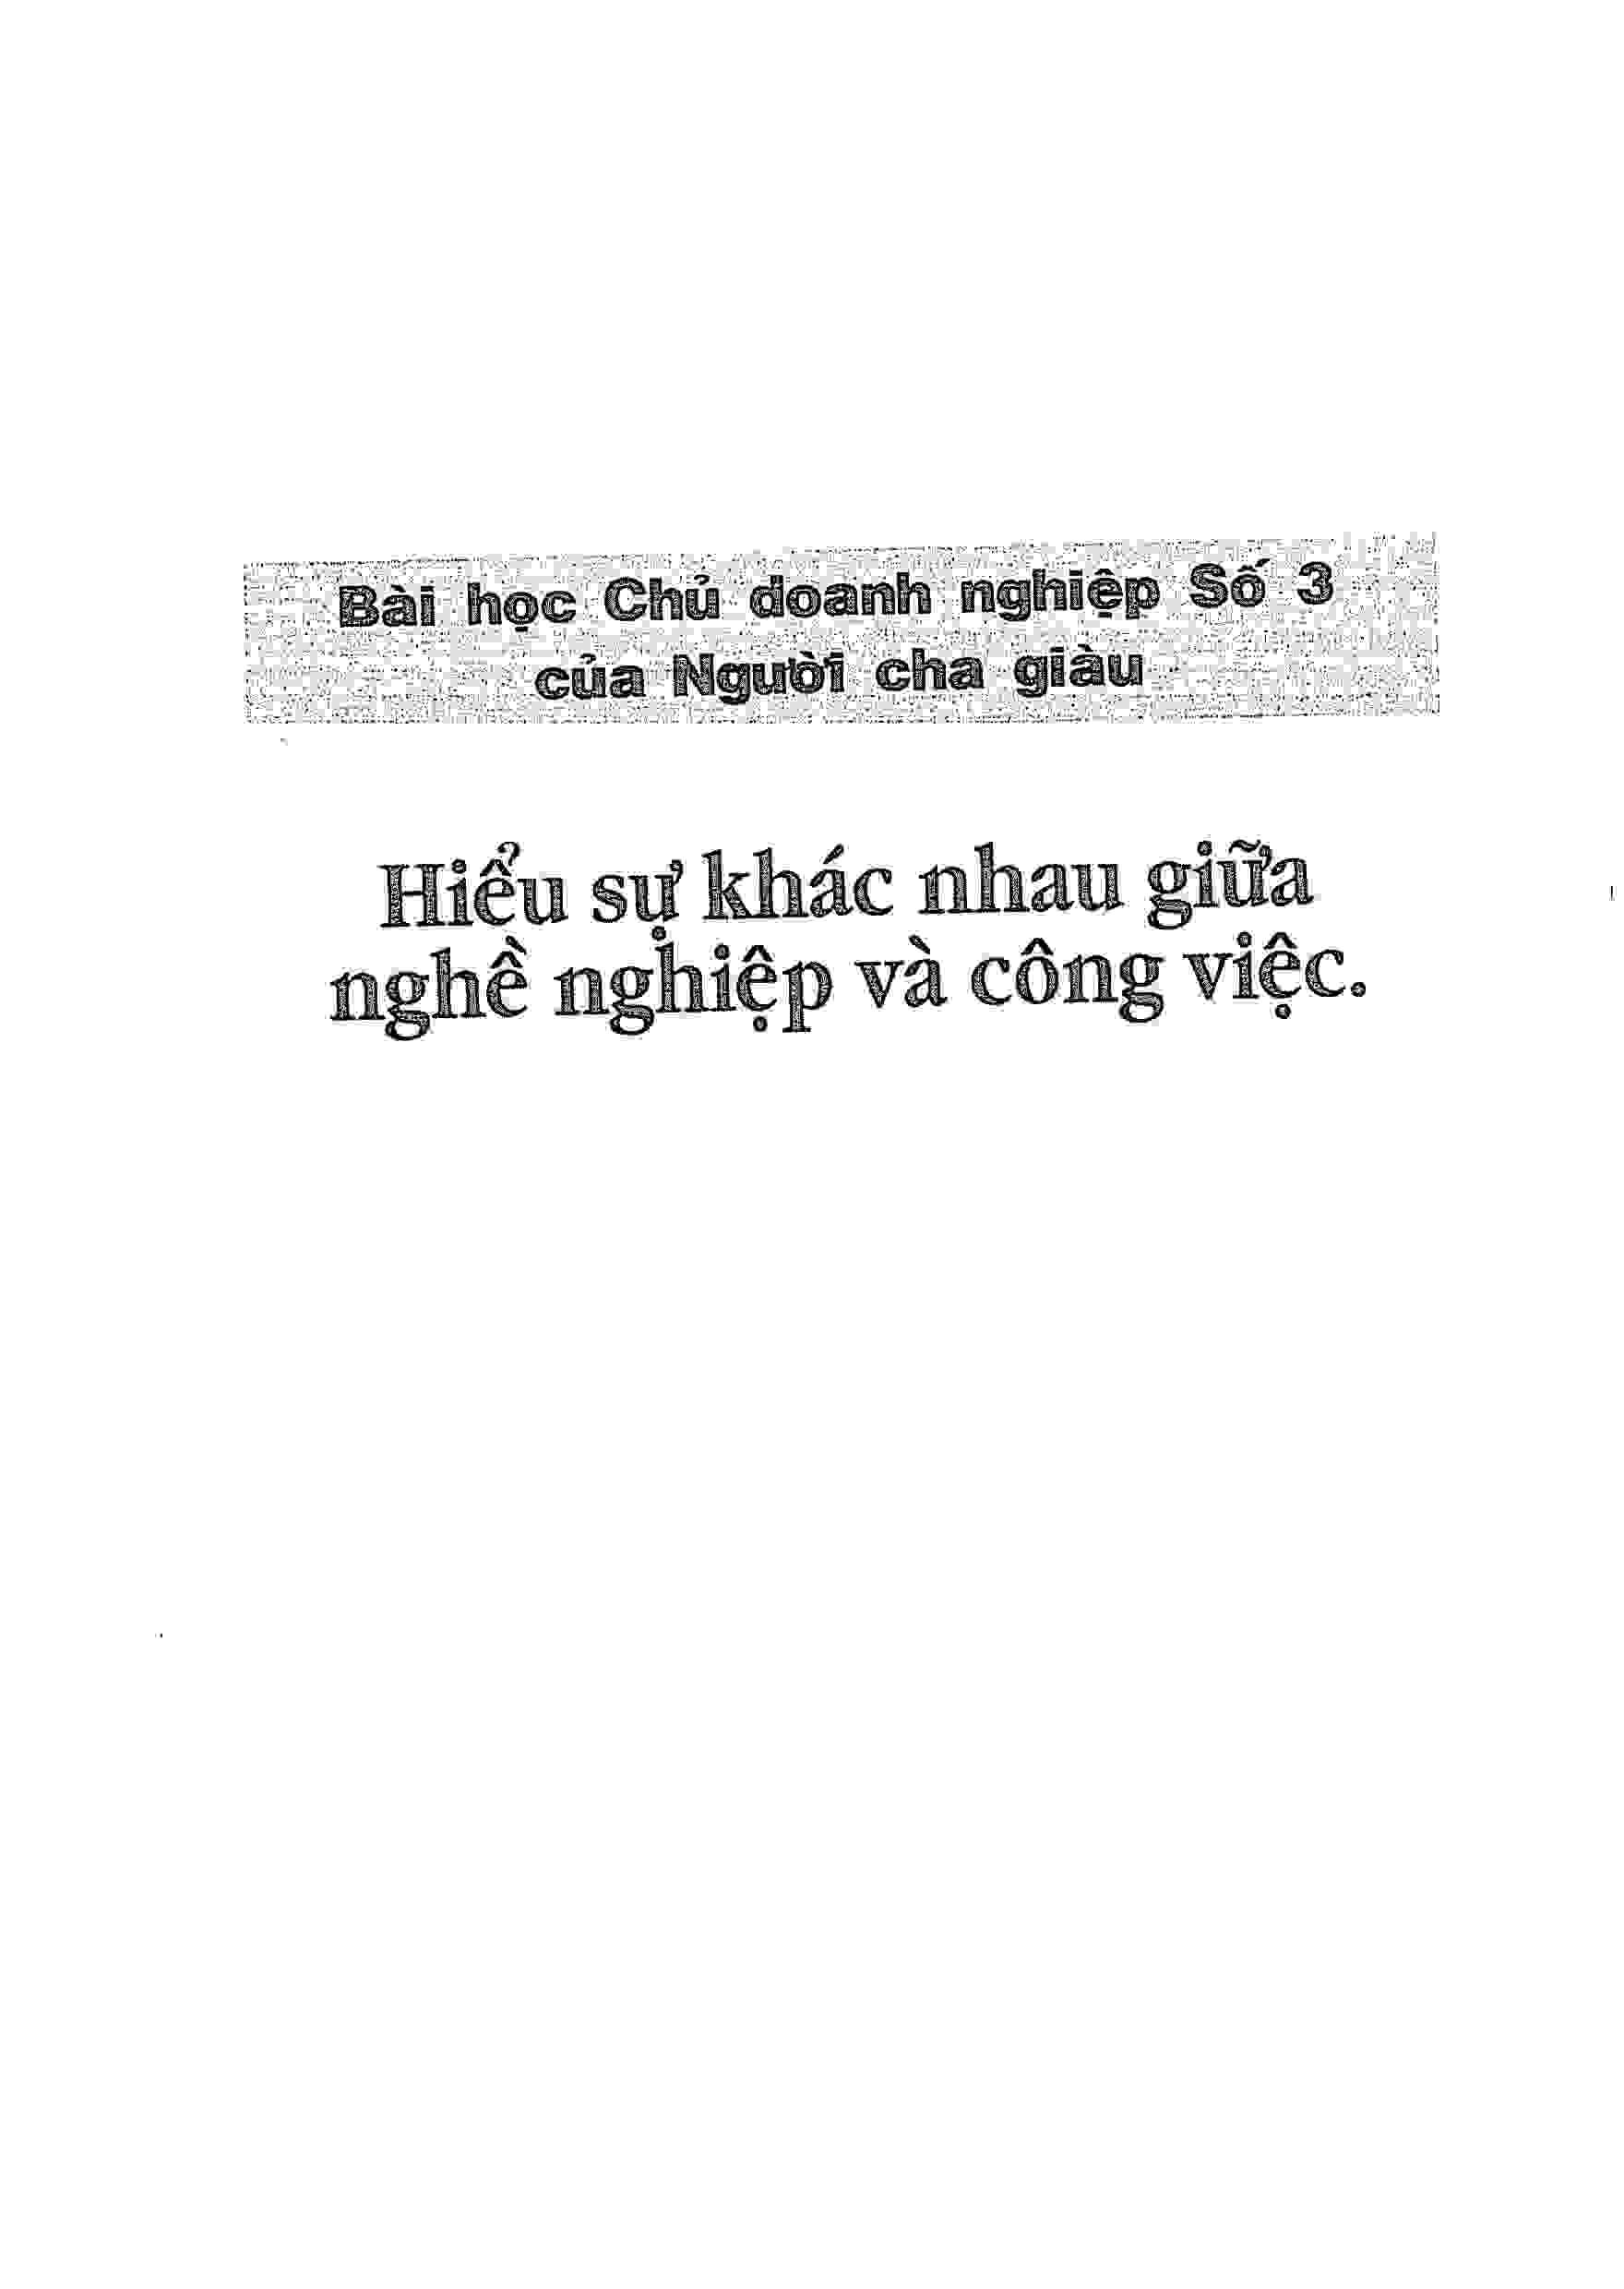 Bài học Chủ doanh nghiệp Số 3
của Người cha giàu
Hiểu sự khác nhau giữa
nghề nghiệp và công việc.